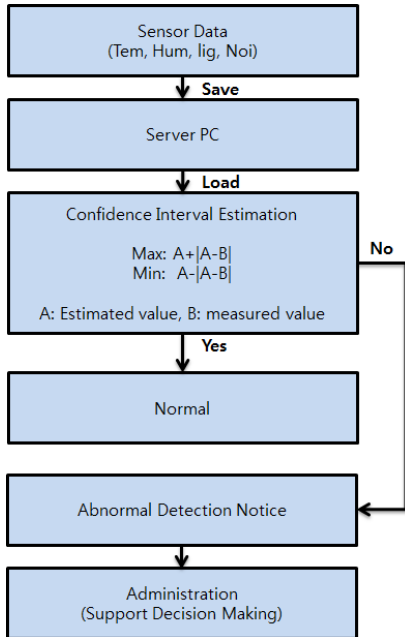 Sensor Data
(Tem, Hum, lig, Noi)
Save
Server PC
Load
Confidence Interval Estimation
Max: A+|A-B|
Min: A-|A-B|
A: Estimated value, B: measured value
No
Yes
Normal
Abnormal Detection Notice
Administration
(Support Decision Making)